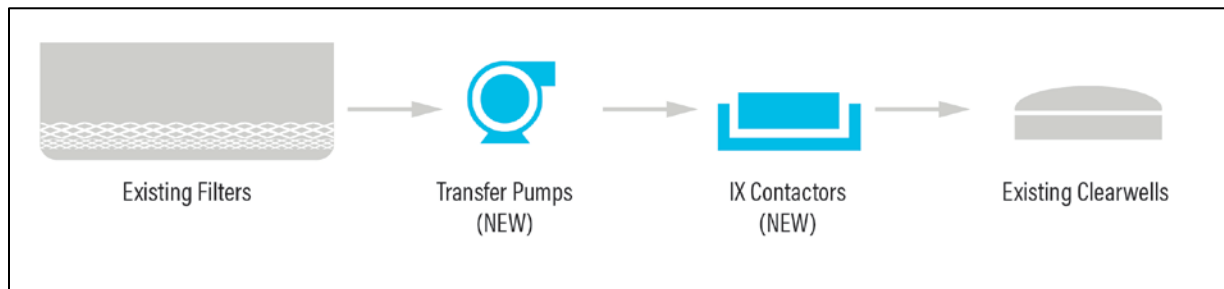 Existing Filters
Transfer Pumps
(NEW)
IX Contactors
(NEW)
Existing Clearwells